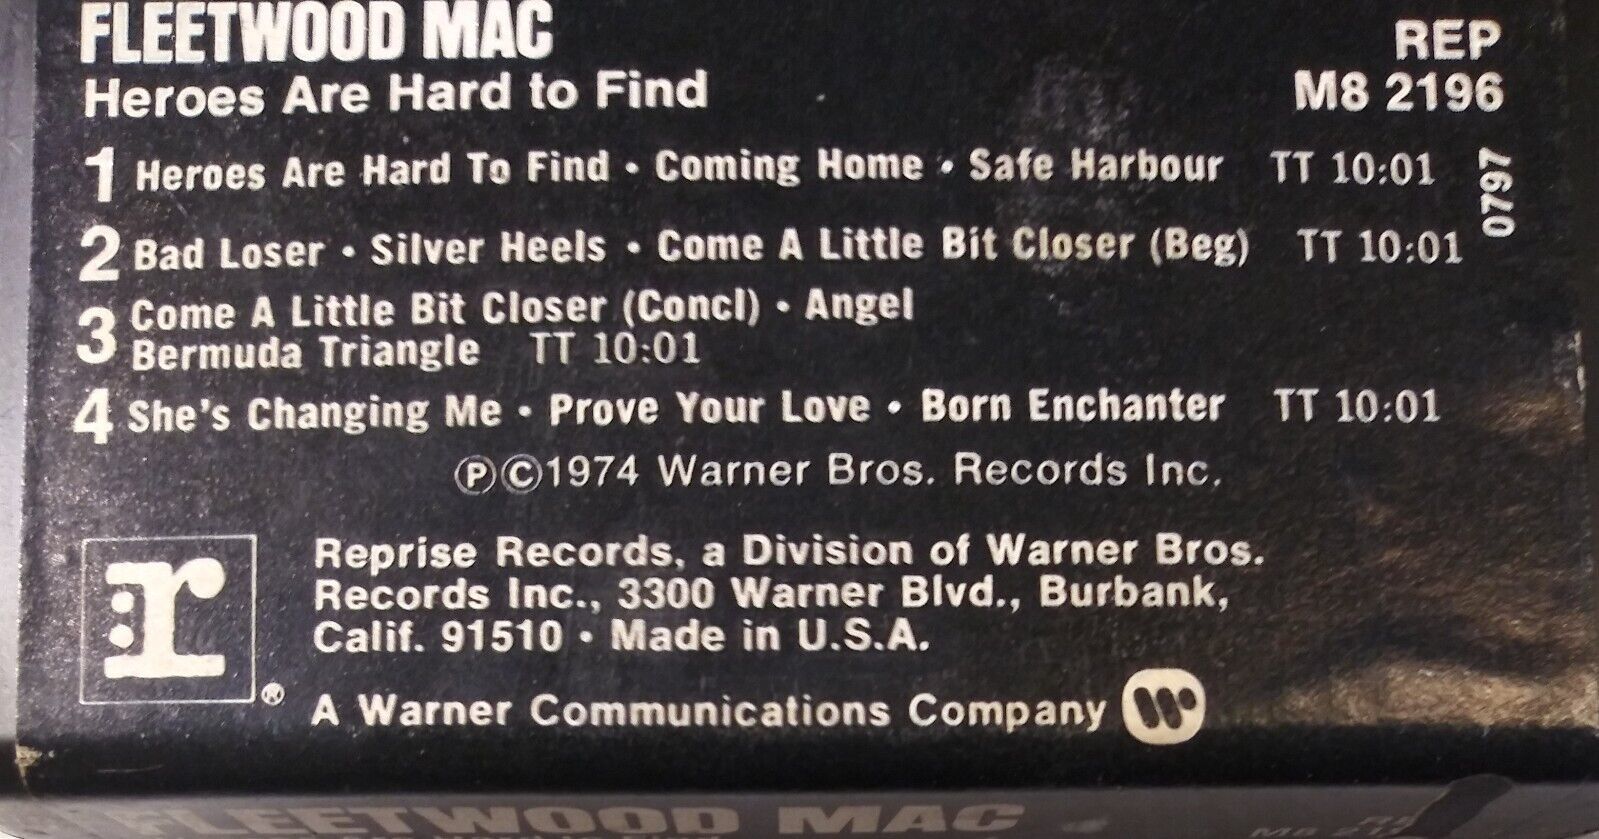 FLEETWOOD MAC
REP
Heroes Are Hard to Find
M8 2196
1 Heroes Are Hard To Find • Coming Home • Safe Harbour TT 10:01
0797
2 Bad Loser • Silver Heels • Come A Little Bit Closer (Beg) TT 10:01
3 Come A Little Bit Closer (Concl) • Angel
Bermuda Triangle TT 10:01
4 She's Changing Me • Prove Your Love • Born Enchanter TT 10:01
ⓅⒸ1974 Warner Bros. Records Inc.
r ®
Reprise Records, a Division of Warner Bros.
Records Inc., 3300 Warner Blvd., Burbank,
Calif. 91510 • Made in U.S.A.
A Warner Communications Company
FLEETWOOD MAC